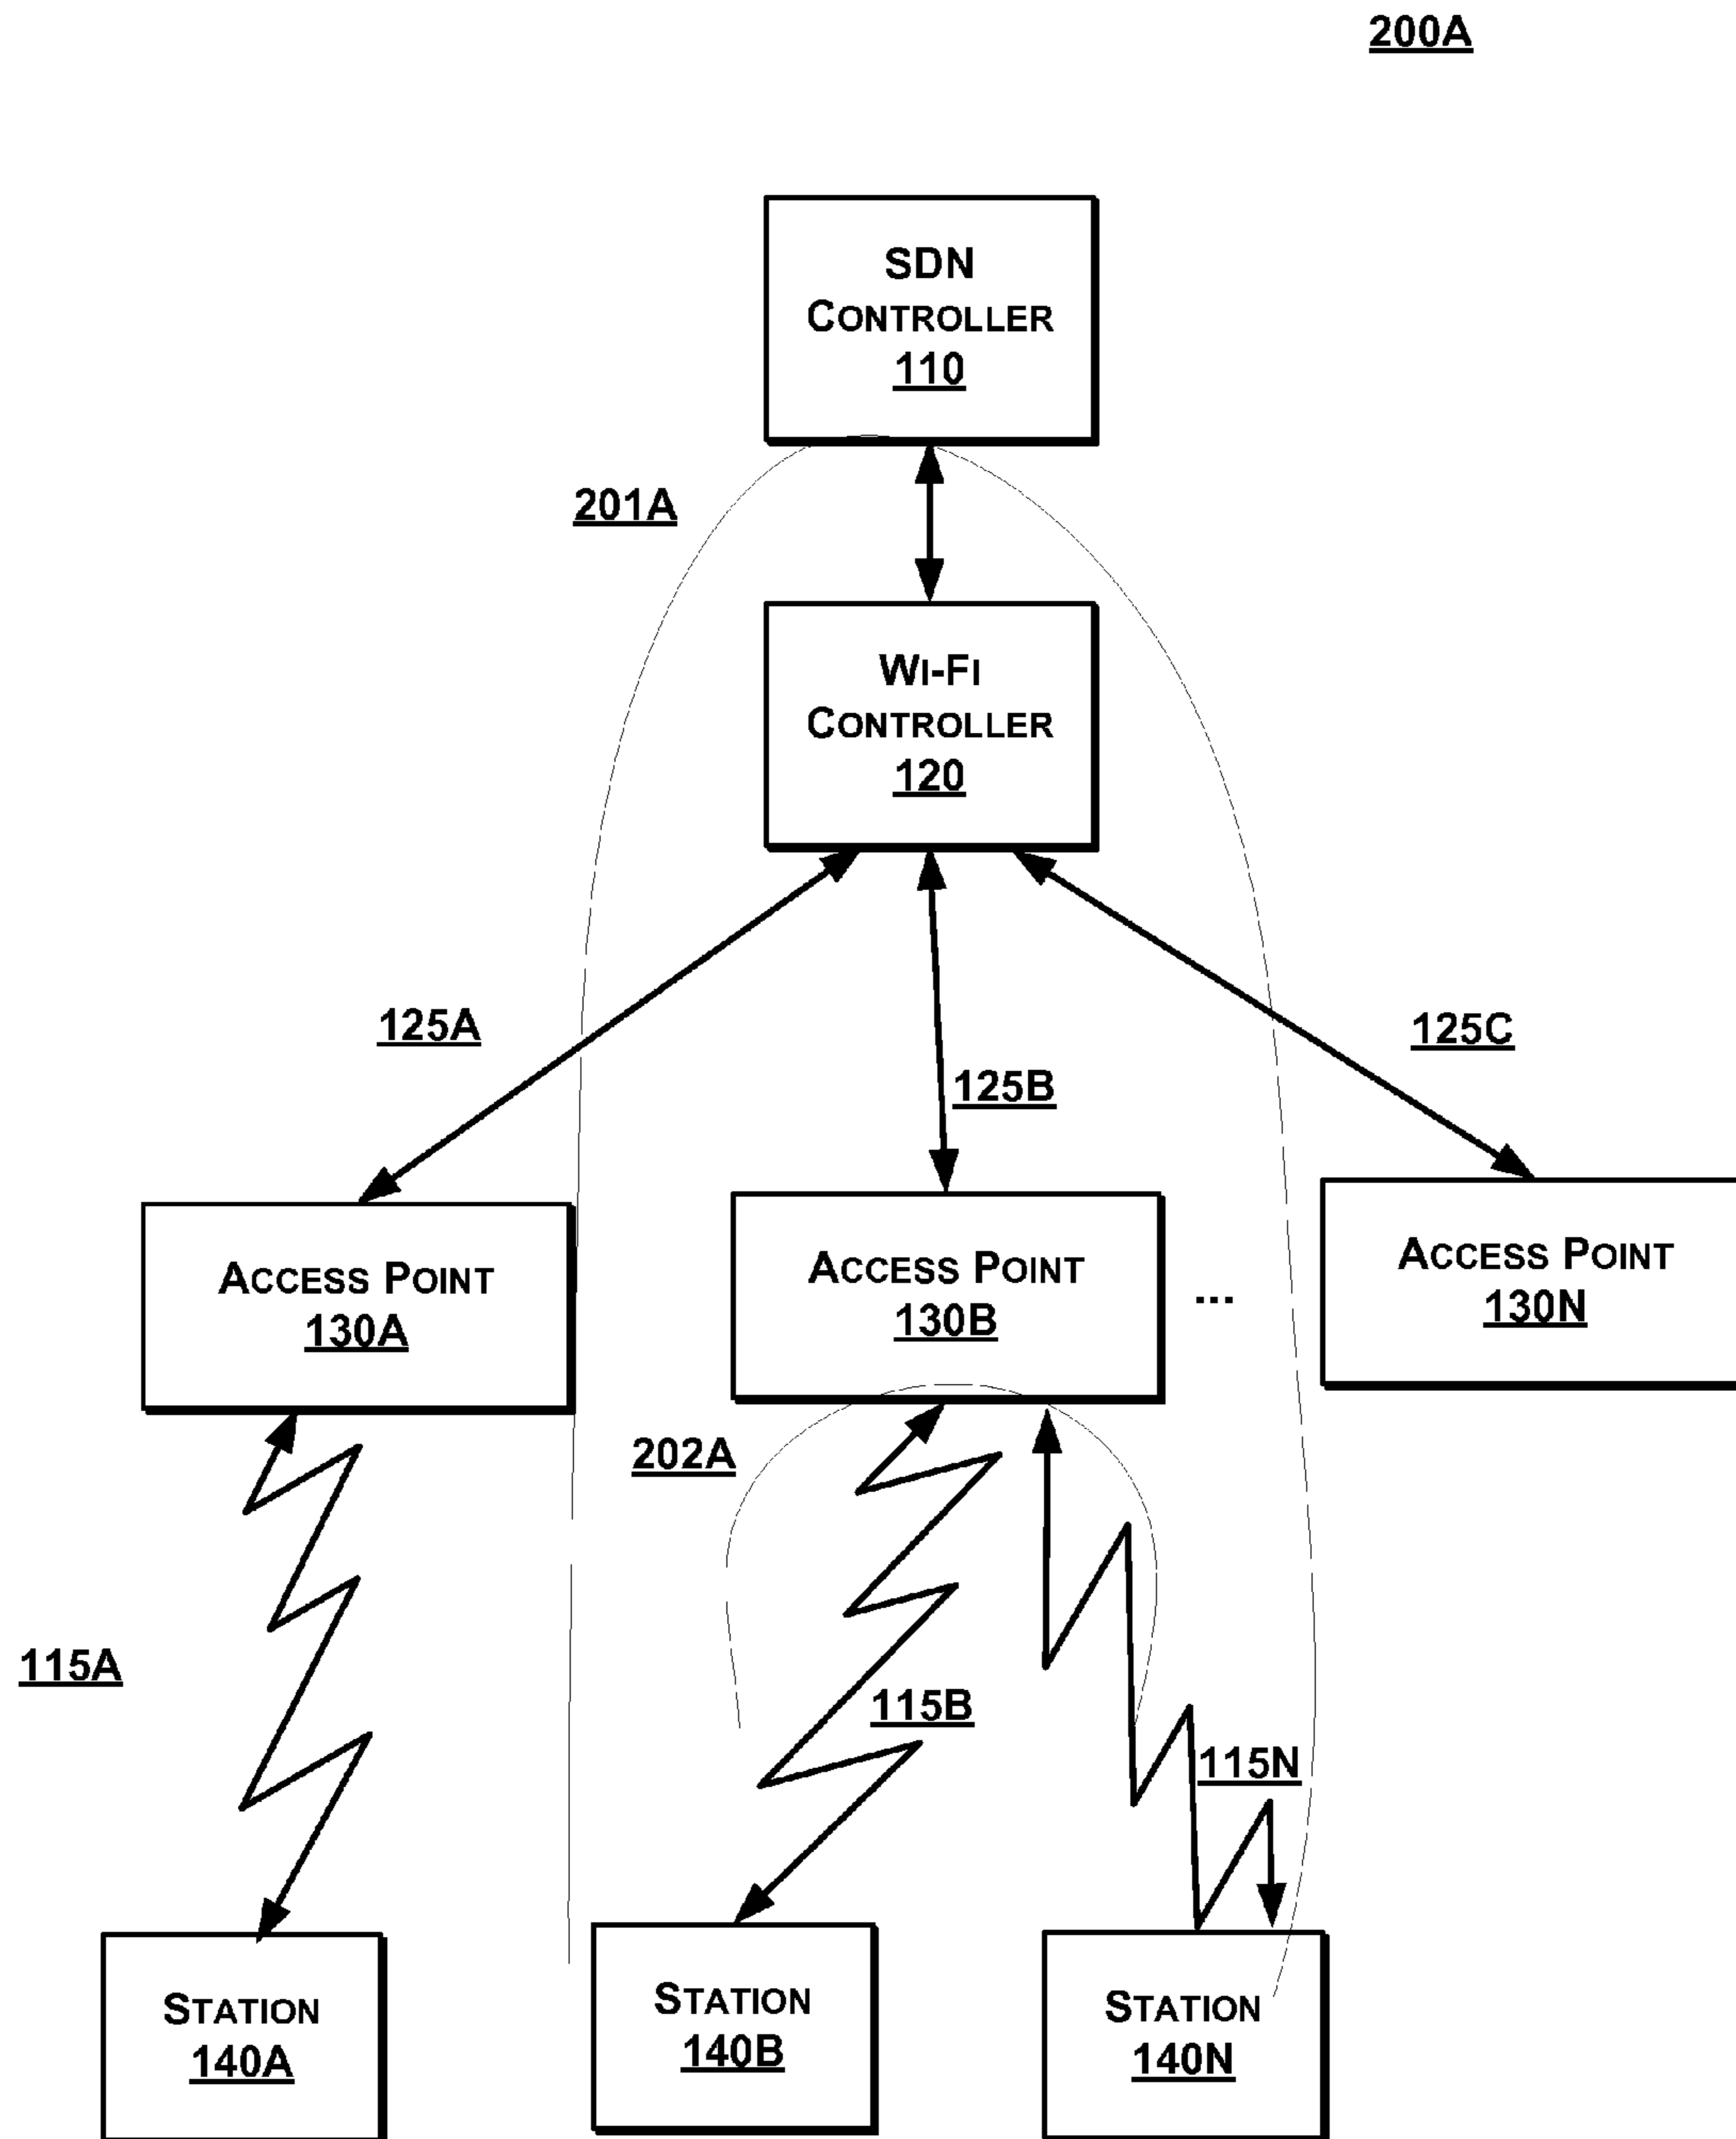 200A
SDN
CONTROLLER
110
201A
WI-FI
CONTROLLER
120
125A
125C
125B
ACCESS POINT
130A
ACCESS POINT
130B
...
ACCESS POINT
130N
202A
115A
115B
115N
STATION
140A
STATION
140B
STATION
140N